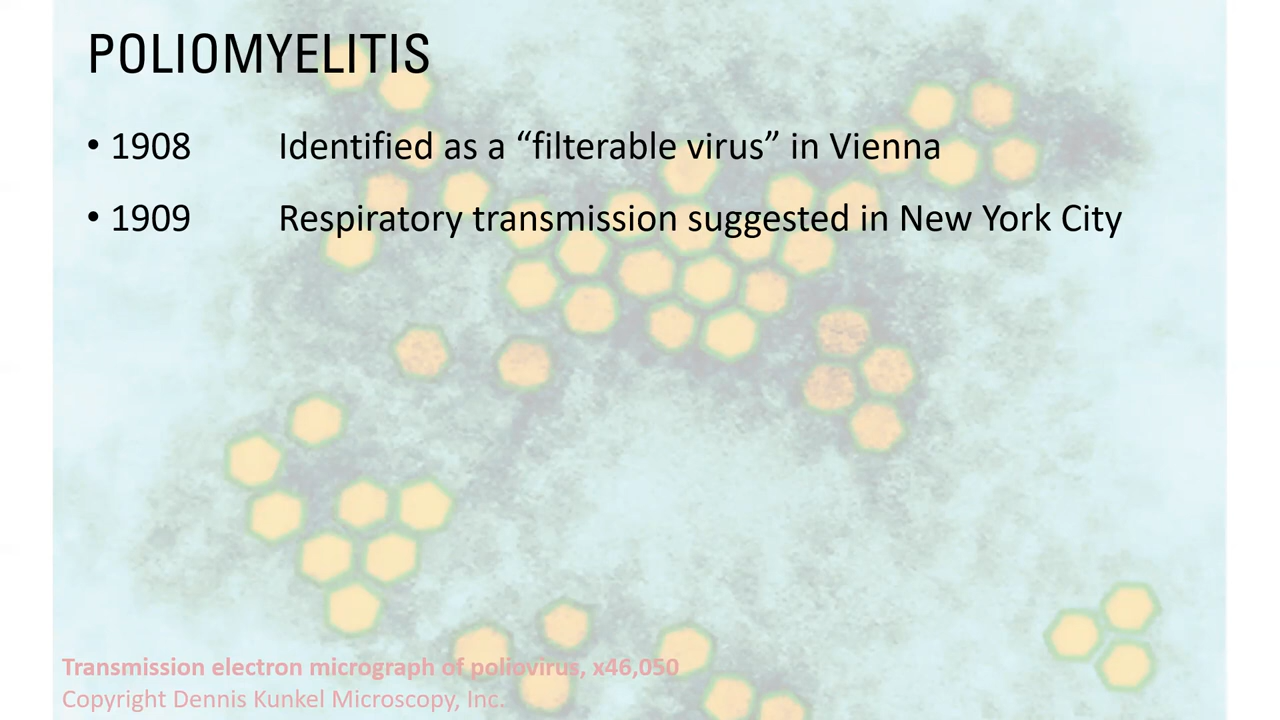 POLIOMYELITIS
• 1908 Identified as a “filterable virus” in Vienna
• 1909 Respiratory transmission suggested in New York City
Transmission electron micrograph of poliovirus, x46,050
Copyright Dennis Kunkel Microscopy, Inc.